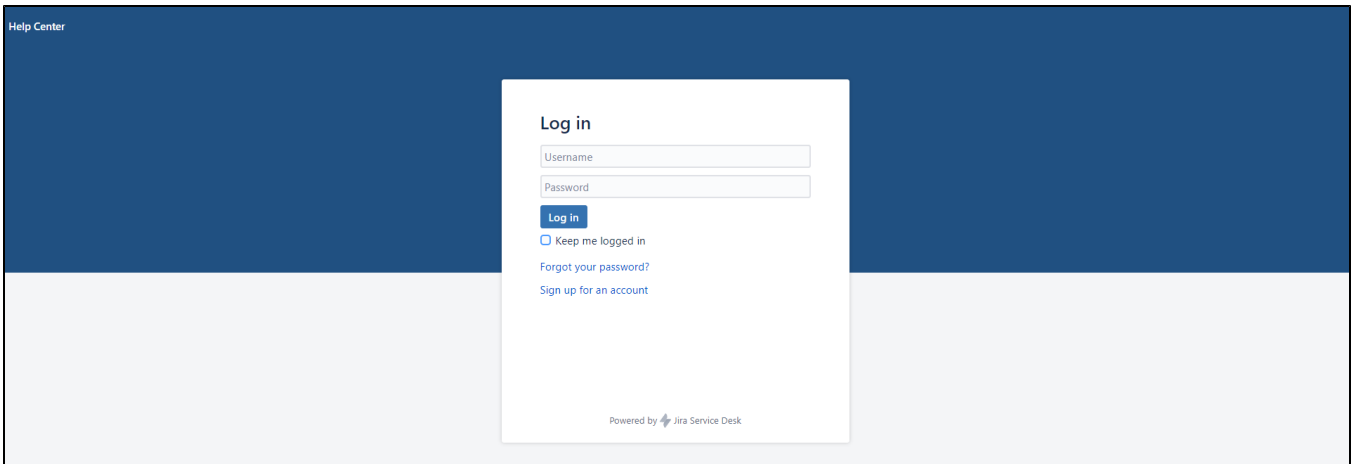 Help Center
Log in
Username
Password
Log in
Keep me logged in
Forgot your password?
Sign up for an account
Powered by Jira Service Desk